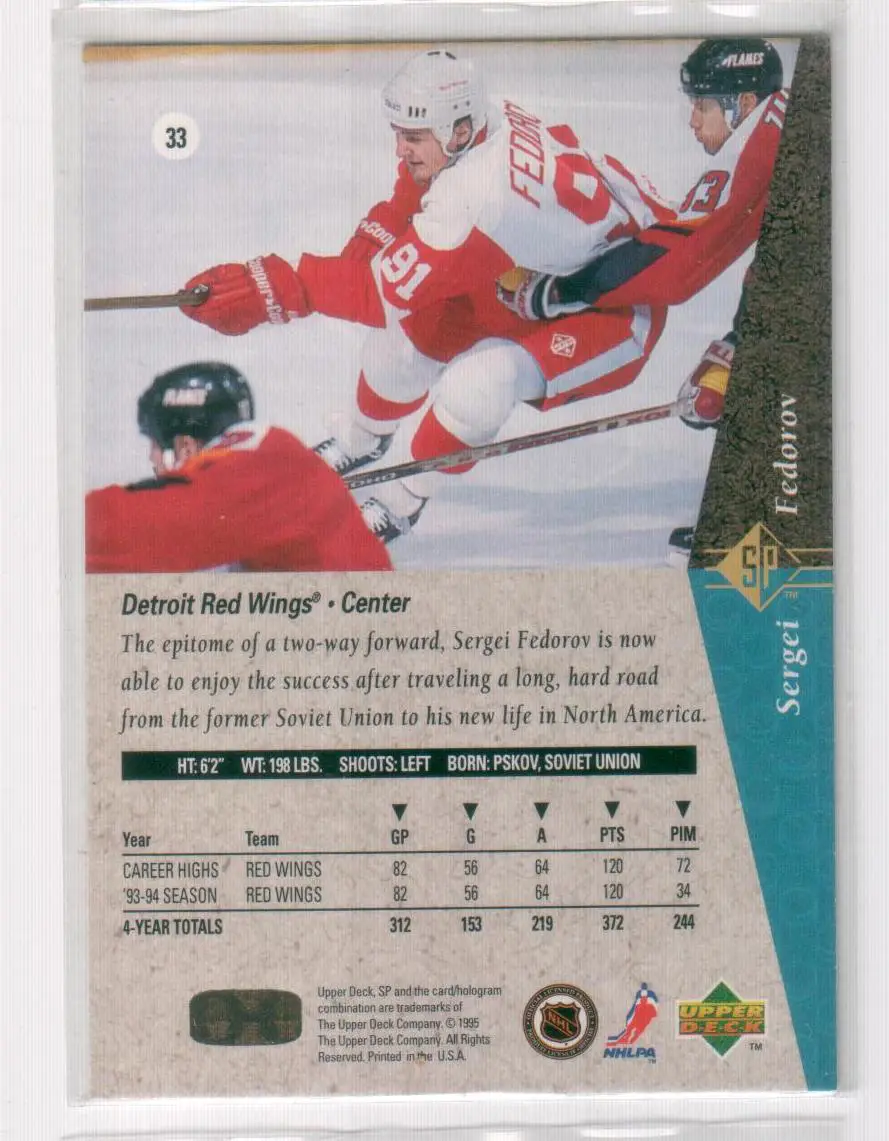 33
FLAMES
FEDORO
91
93
FLAMES
Sergei Fedorov
SP
TM
Detroit Red Wings® • Center
The epitome of a two-way forward, Sergei Fedorov is now
able to enjoy the success after traveling a long, hard road
from the former Soviet Union to his new life in North America.
HT: 6'2" WT: 198 LBS. SHOOTS: LEFT BORN: PSKOV, SOVIET UNION
Year Team GP G A PTS PIM
CAREER HIGHS RED WINGS 82 56 64 120 72
'93-94 SEASON RED WINGS 82 56 64 120 34
4-YEAR TOTALS 312 153 219 372 244
Upper Deck, SP and the card/hologram
combination are trademarks of
The Upper Deck Company. © 1995
The Upper Deck Company. All Rights
Reserved. Printed in the U.S.A.
NHL
NHLPA
TM
UPPER
DECK
TM